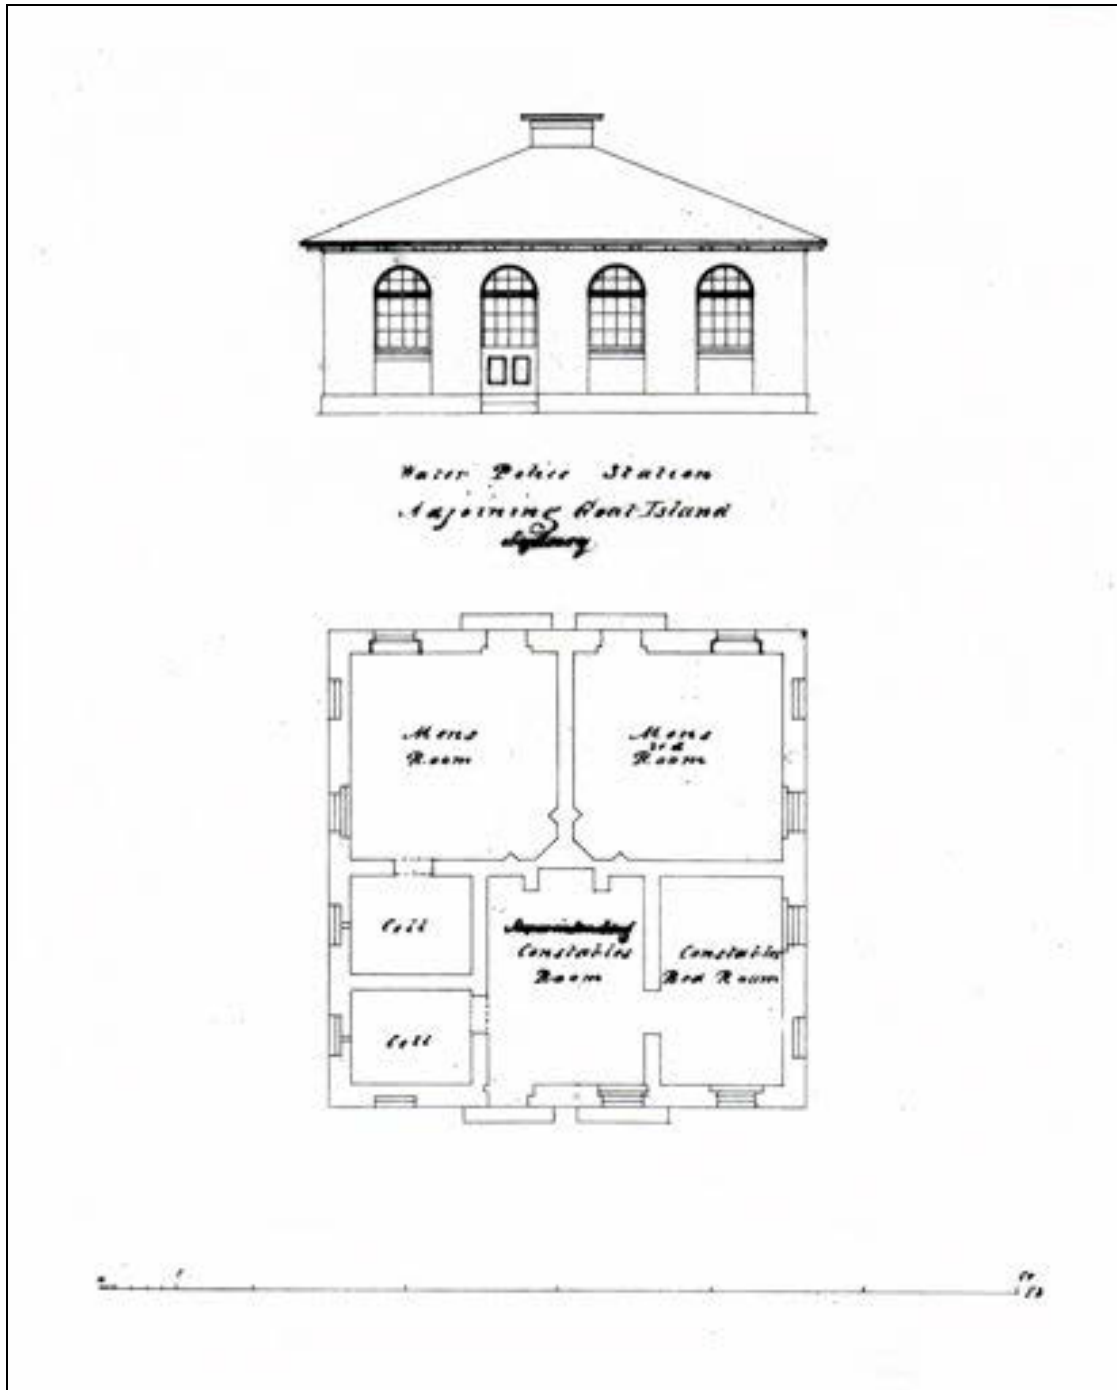 Water Police Station
Adjoining Goat Island
Sydney
Mens
Room
Mens
Room
Cell
Constables
Room
Constables
Bed Room
Cell